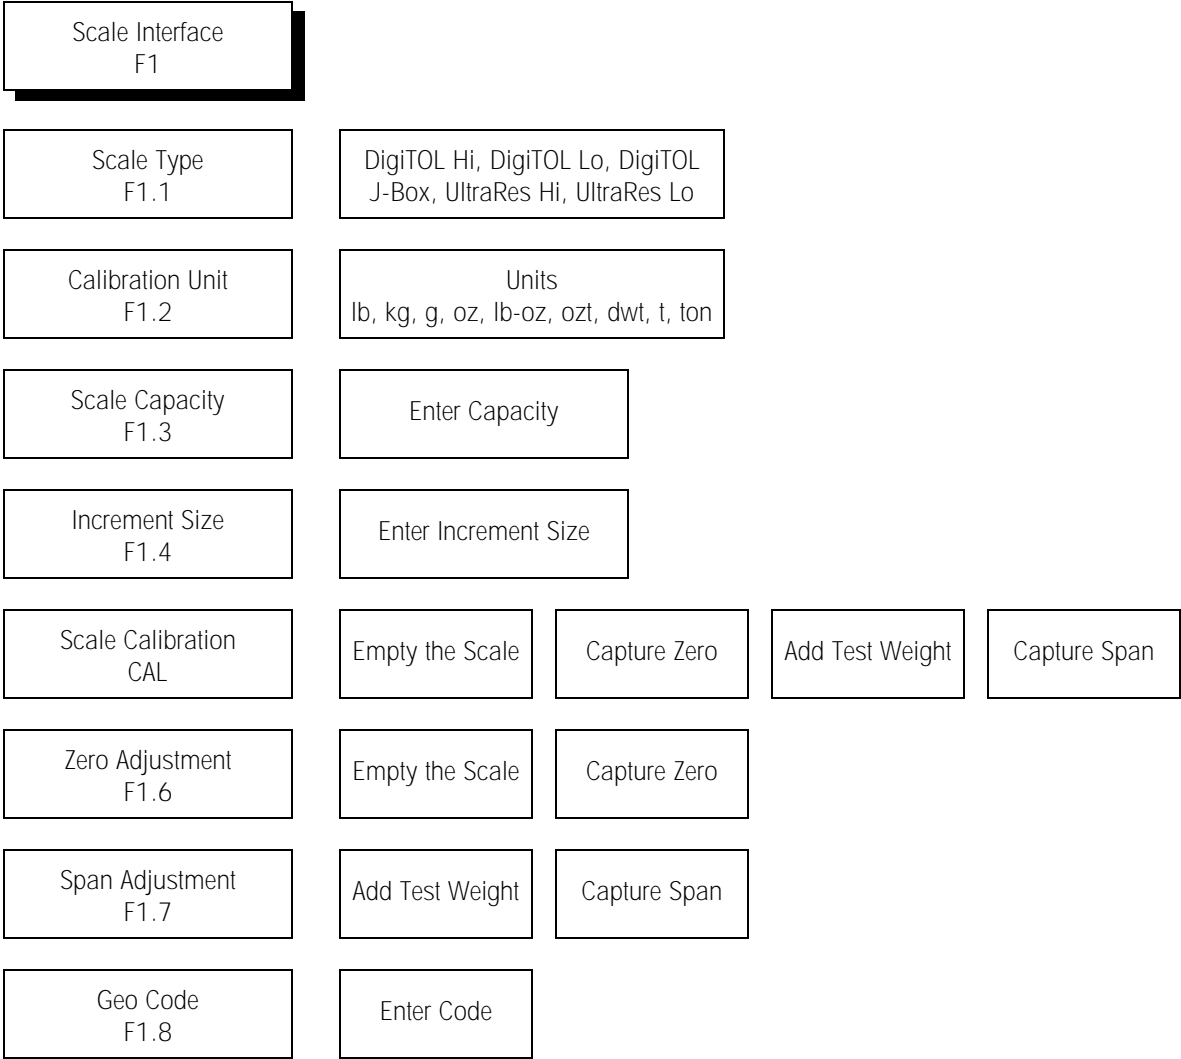 Scale Interface
F1
Scale Type
F1.1
DigiTOL Hi, DigiTOL Lo, DigiTOL
J-Box, UltraRes Hi, UltraRes Lo
Calibration Unit
F1.2
Units
lb, kg, g, oz, lb-oz, ozt, dwt, t, ton
Scale Capacity
F1.3
Enter Capacity
Increment Size
F1.4
Enter Increment Size
Scale Calibration
CAL
Empty the Scale
Capture Zero
Add Test Weight
Capture Span
Zero Adjustment
F1.6
Empty the Scale
Capture Zero
Span Adjustment
F1.7
Add Test Weight
Capture Span
Geo Code
F1.8
Enter Code